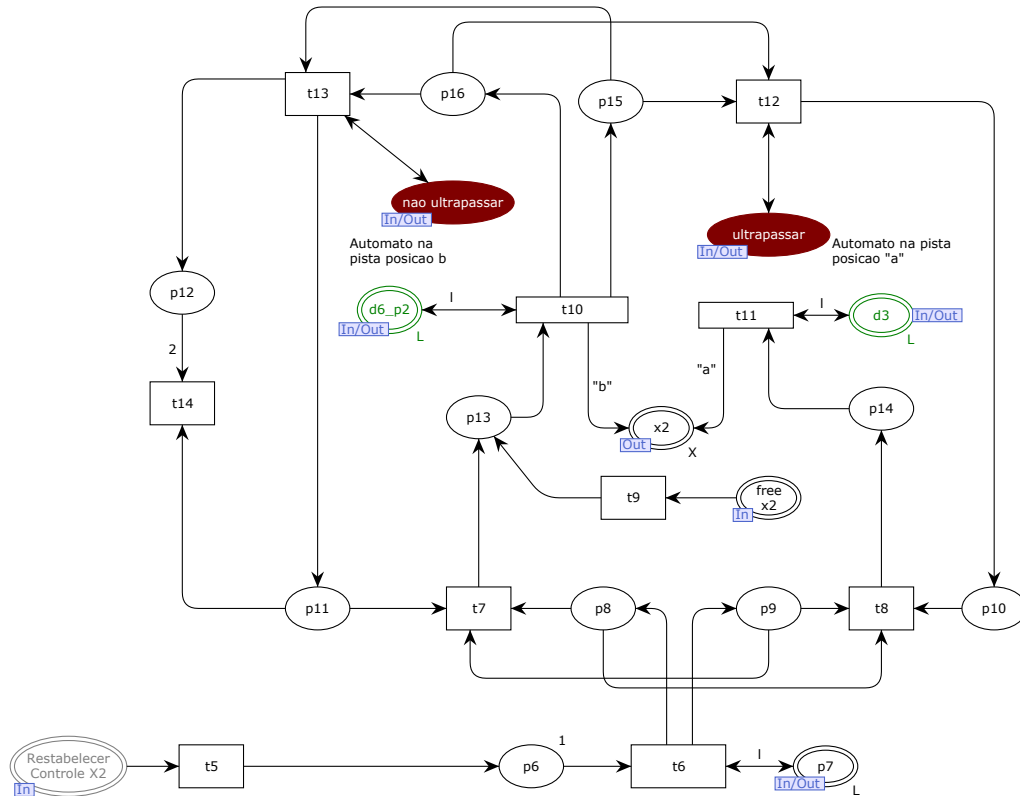 t13
p16
p15
t12
nao ultrapassar
In/Out
ultrapassar
In/Out
Automato na
pista posicao b
Automato na pista
posicao "a"
p12
d6_p2
In/Out
L
l
t10
t11
l
d3
In/Out
L
2
t14
"b"
"a"
p13
x2
Out
X
p14
t9
free
x2
In
p11
t7
p8
p9
t8
p10
Restabelecer
Controle X2
In
t5
p6
1
t6
l
p7
In/Out
L